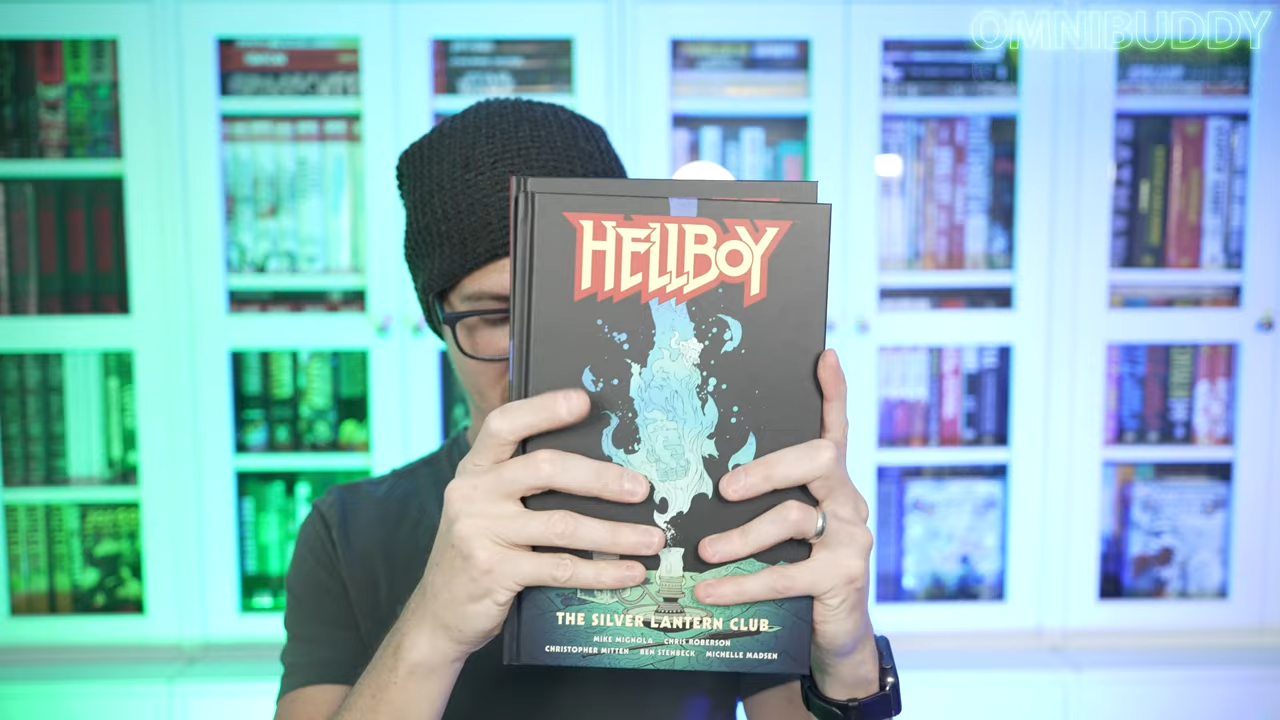 OMNIBUDDY
HELLBOY
THE SILVER LANTERN CLUB
MIKE MIGNOLA CHRIS ROBERSON
CHRISTOPHER MITTEN BEN STENBECK MICHELLE MADSEN